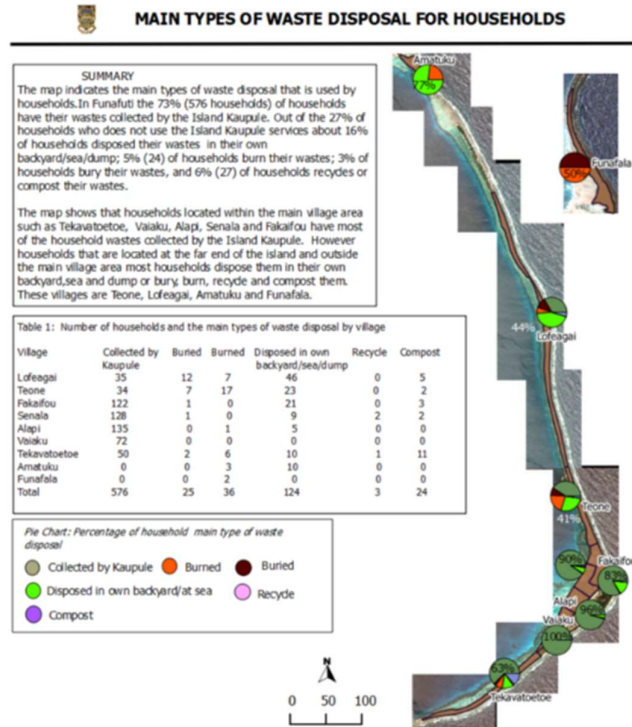 MAIN TYPES OF WASTE DISPOSAL FOR HOUSEHOLDS
SUMMARY
The map indicates the main types of waste disposal that is used by
households.In Funafuti the 73% (576 households) of households
have their wastes collected by the Island Kaupule. Out of the 27% of
households who does not use the Island Kaupule services about 16%
of households disposed their wastes in their own
backyard/sea/dump; 5% (24) of households burn their wastes; 3% of
households bury their wastes, and 6% (27) of households recycles or
compost their wastes.
The map shows that households located within the main village area
such as Tekavatoetoe, Vaiaku, Alapi, Senala and Fakaifou have most
of the household wastes collected by the Island Kaupule. However
households that are located at the far end of the island and outside
the main village area most households dispose them in their own
backyard,sea and dump or bury, burn, recycle and compost them.
These villages are Teone, Lofeagai, Amatuku and Funafala.
Table 1: Number of households and the main types of waste disposal by village
Village Collected by Kaupule Buried Burned Disposed in own backyard/sea/dump Recycle Compost
Lofeagai 35 12 7 46 0 5
Teone 34 7 17 23 0 2
Fakaifou 122 1 0 21 0 3
Senala 128 1 0 9 2 2
Alapi 135 0 1 5 0 0
Vaiaku 72 0 0 0 0 0
Tekavatoetoe 50 2 6 10 1 11
Amatuku 0 0 3 10 0 0
Funafala 0 0 2 0 0 0
Total 576 25 36 124 3 24
Pie Chart: Percentage of household main type of waste
disposal
Collected by Kaupule Burned Buried
Disposed in own backyard/at sea Recycle
Compost
N
0 50 100
Amatuku
77%
Funafala
50%
44%
Lofeagai
Teone
41%
Fakaifou
90%
83%
Alapi
96%
Vaiaku
100%
63%
Tekavatoetoe